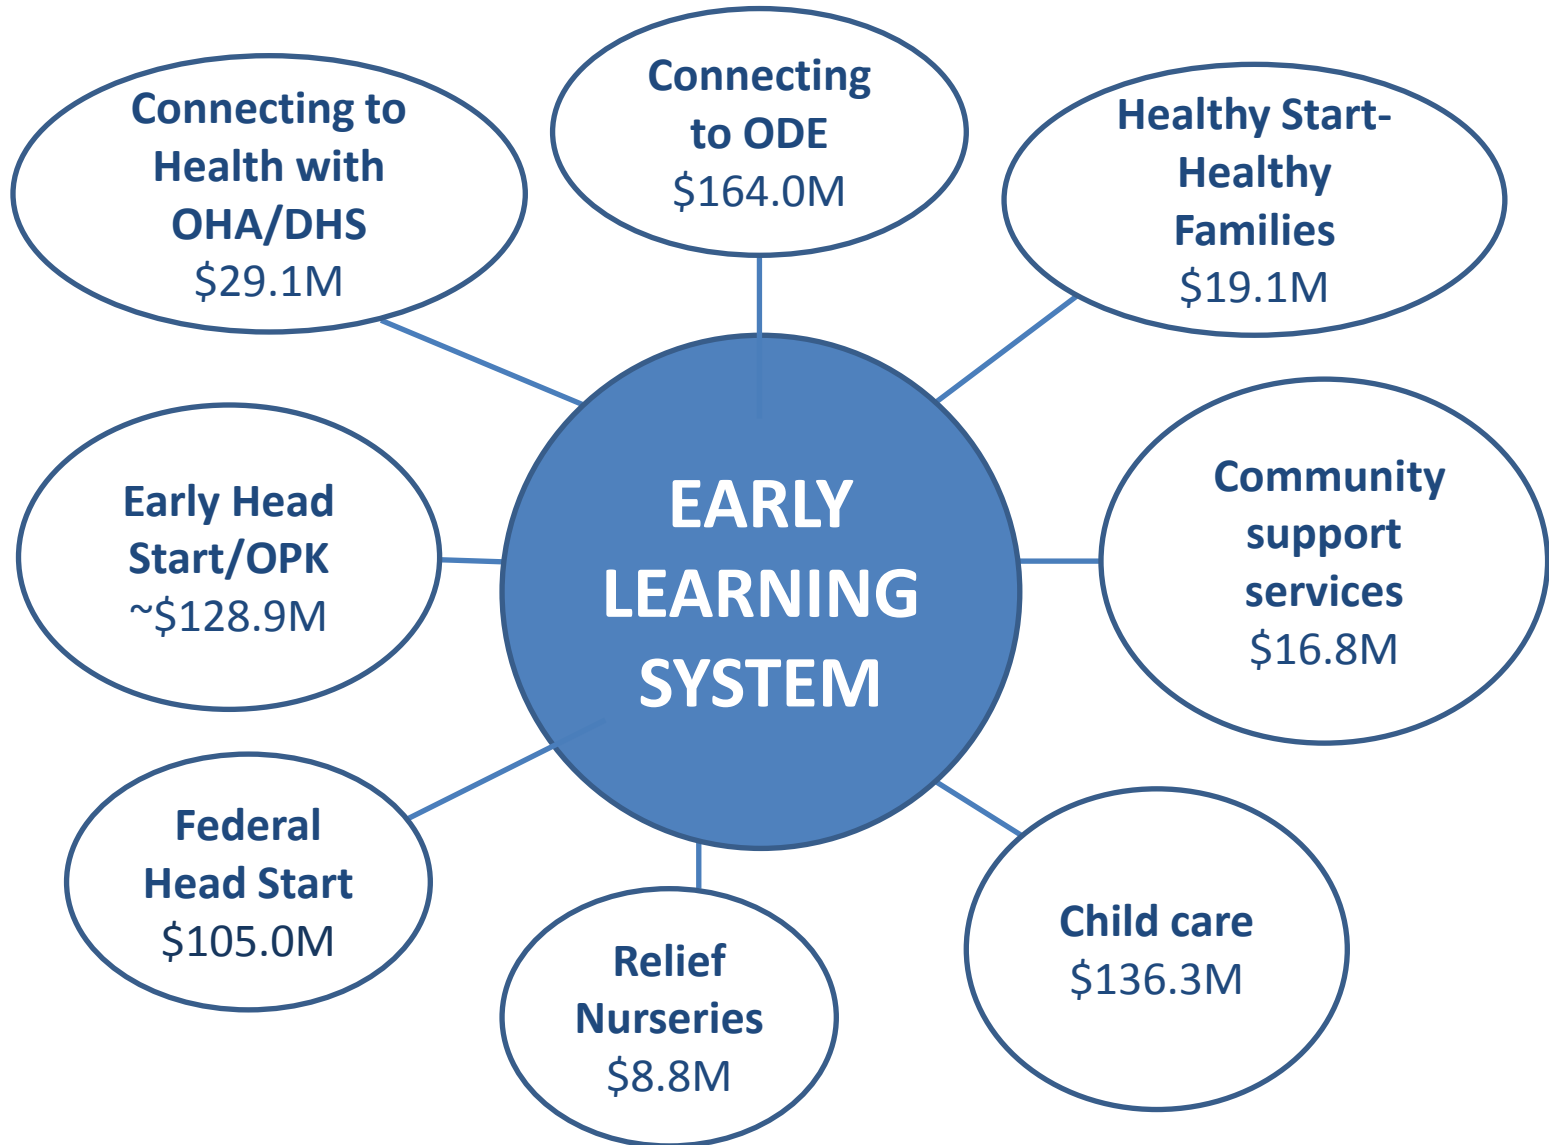 Connecting to
Health with
OHA/DHS
$29.1M
Connecting
to ODE
$164.0M
Healthy Start-
Healthy
Families
$19.1M
Early Head
Start/OPK
~$128.9M
EARLY
LEARNING
SYSTEM
Community
support
services
$16.8M
Federal
Head Start
$105.0M
Relief
Nurseries
$8.8M
Child care
$136.3M